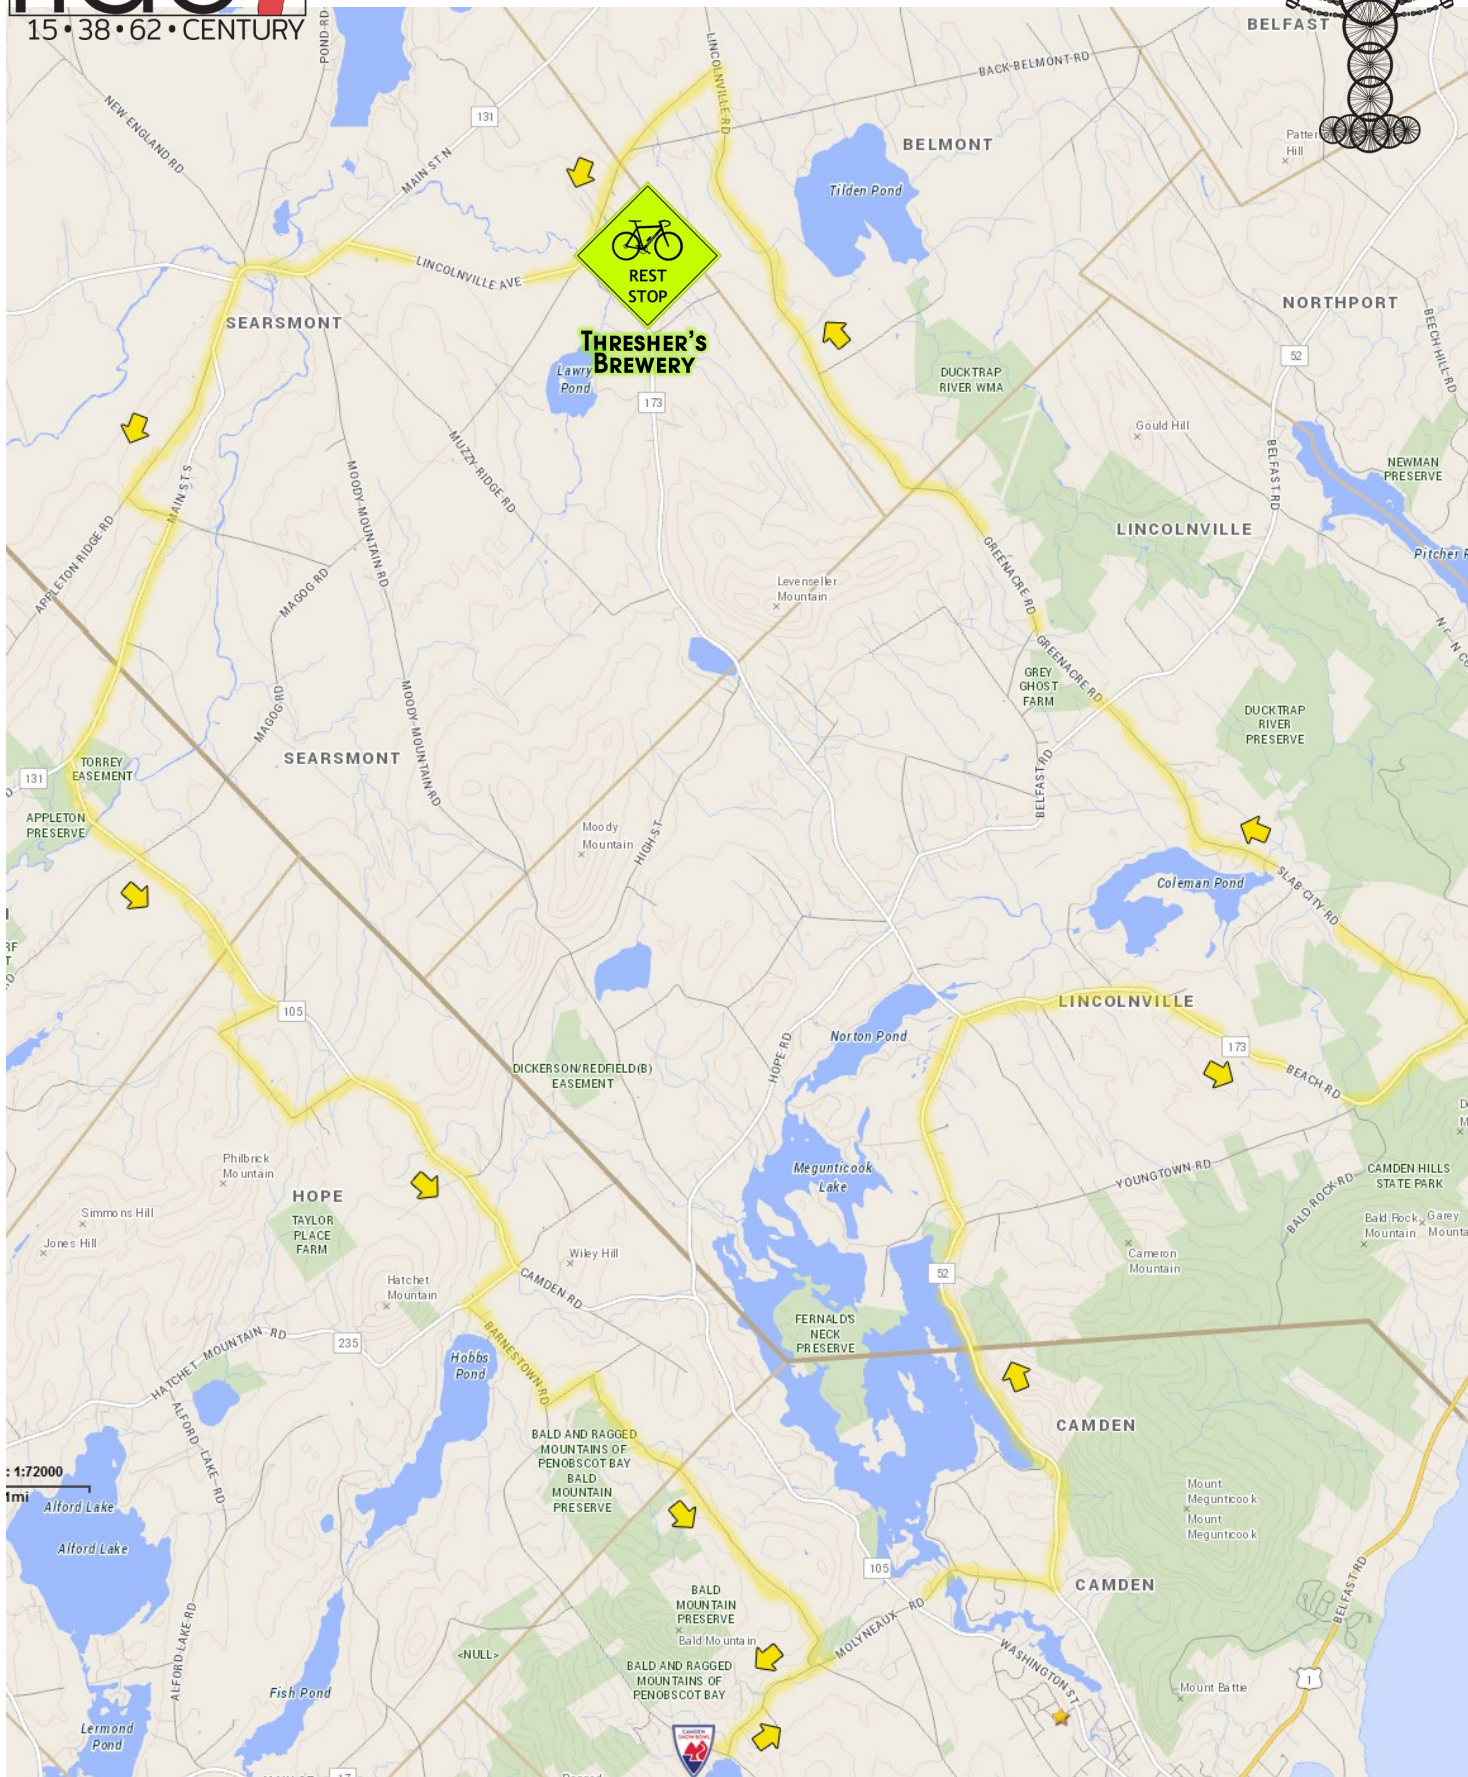 15•38•62•CENTURY
BELFAST
POND-RD
LINCOLNVILLE-RD
BACK-BELMONT-RD
NEW-ENGLAND RD
131
MAIN-ST-N
BELMONT
Hill
Tilden Pond
REST
STOP
LINCOLNVILLE AVE
NORTHPORT
SEARSMONT
THRESHER'S
BREWERY
BEECH-HILL-RD
52
Lawry
Pond
DUCKTRAP
RIVER WMA
173
Gould Hill
MUZZY-RIDGE-RD
BELFAST-RD
NEWMAN
PRESERVE
MAIN-ST-S
MOODY-MOUNTAIN-RD
LINCOLNVILLE
APPLETON RIDGE RD
GREENACRE-RD
MAGOG RD
Levenseller
Mountain
GREENACRE RD
GREY
GHOST
FARM
MAGOG-RD
MOODY-MOUNTAIN-RD
DUCKTRAP
RIVER
PRESERVE
SEARSMONT
TORREY
EASEMENT
131
BELFAST-RD
APPLETON
PRESERVE
Moody
Mountain
HIGH-ST
Coleman Pond
SLAB-CITY-RD
LINCOLNVILLE
105
Norton Pond
173
HOPE-RD
DICKERSON/REDFIELD(B)
EASEMENT
BEACH-RD
Philbrick
Mountain
Megunticook
Lake
YOUNGTOWN RD
CAMDEN HILLS
STATE PARK
HOPE
Simmons Hill
TAYLOR
PLACE
FARM
BALD ROCK-RD
Bald Rock
Mountain
Garey
Jones Hill
Wiley Hill
Cameron
Mountain
Hatchet
Mountain
CAMDEN RD
52
FERNALD'S
NECK
PRESERVE
HATCHET MOUNTAIN RD
235
BARNESTOWN-RD
Hobbs
Pond
ALFORD-LAKE-RD
BALD AND RAGGED
MOUNTAINS OF
PENOBSCOT BAY
BALD
MOUNTAIN
PRESERVE
CAMDEN
: 1:72000
1mi
Alford Lake
Mount
Megunticook
Mount
Megunticook
Alford Lake
105
CAMDEN
BELFAST-RD
BALD
MOUNTAIN
PRESERVE
Bald Mountain
MOLYNEAUX RD
ALFORD-LAKE-RD
<NULL>
BALD AND RAGGED
MOUNTAINS OF
PENOBSCOT BAY
WASHINGTON ST
Fish Pond
Mount Battie
1
Lermond
Pond
CAMDEN
SNOW BOWL